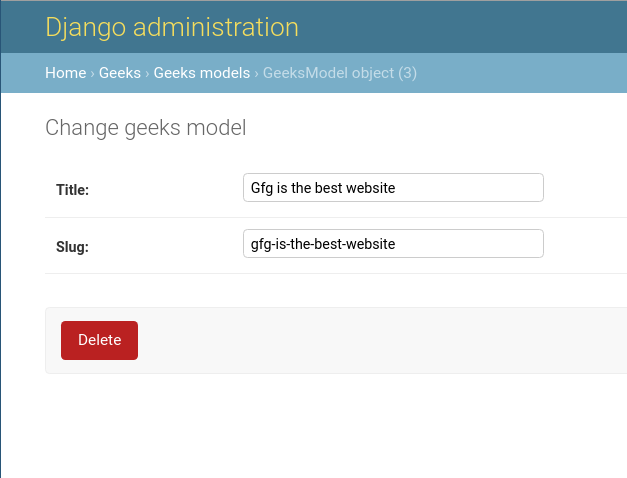 Django administration
Home › Geeks › Geeks models › GeeksModel object (3)
Change geeks model
Title: Gfg is the best website
Slug: gfg-is-the-best-website
Delete